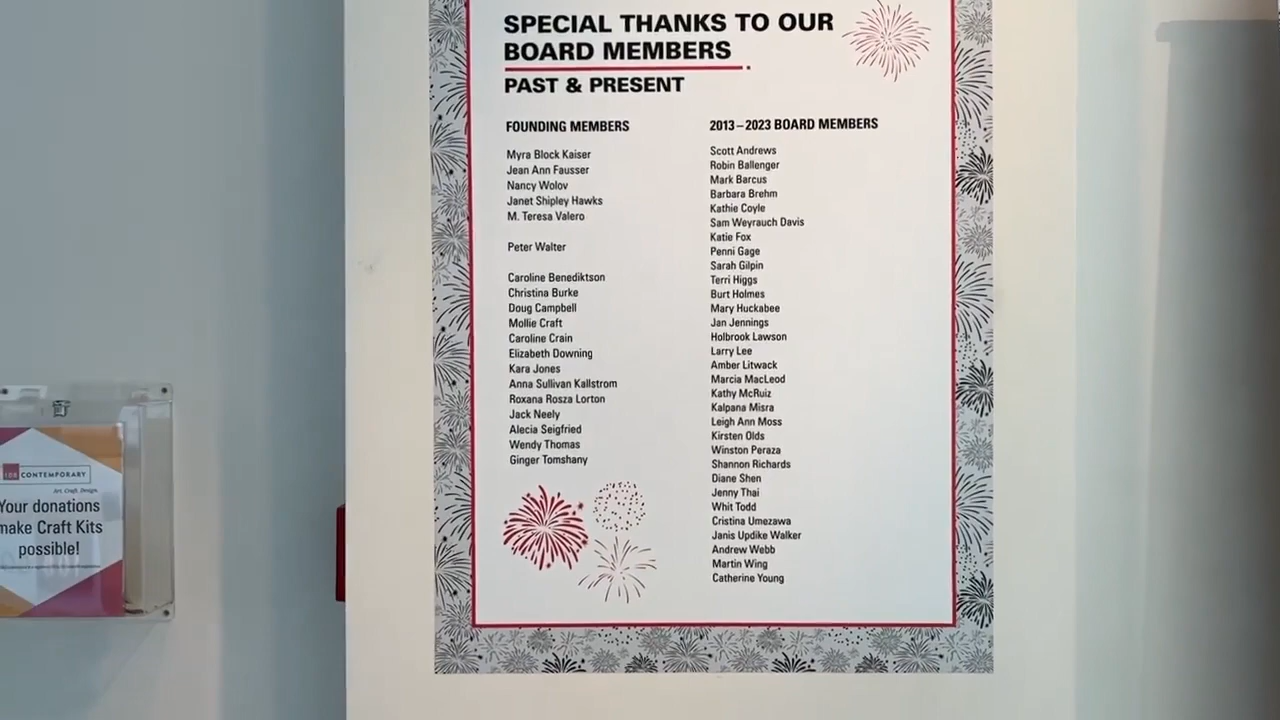 SPECIAL THANKS TO OUR
BOARD MEMBERS
PAST & PRESENT
FOUNDING MEMBERS
Myra Block Kaiser
Jean Ann Fausser
Nancy Wolov
Janet Shipley Hawks
M. Teresa Valero
Peter Walter
Caroline Benediktson
Christina Burke
Doug Campbell
Mollie Craft
Caroline Crain
Elizabeth Downing
Kara Jones
Anna Sullivan Kallstrom
Roxana Rosza Lorton
Jack Neely
Alecia Seigfried
Wendy Thomas
Ginger Tomshany
2013–2023 BOARD MEMBERS
Scott Andrews
Robin Ballenger
Mark Barcus
Barbara Brehm
Kathie Coyle
Sam Weyrauch Davis
Katie Fox
Penni Gage
Sarah Gilpin
Terri Higgs
Burt Holmes
Mary Huckabee
Jan Jennings
Holbrook Lawson
Larry Lee
Amber Litwack
Marcia MacLeod
Kathy McRuiz
Kalpana Misra
Leigh Ann Moss
Kirsten Olds
Winston Peraza
Shannon Richards
Diane Shen
Jenny Thai
Whit Todd
Cristina Umezawa
Janis Updike Walker
Andrew Webb
Martin Wing
Catherine Young
108 CONTEMPORARY
Art. Craft. Design.
Your donations
make Craft Kits
possible!